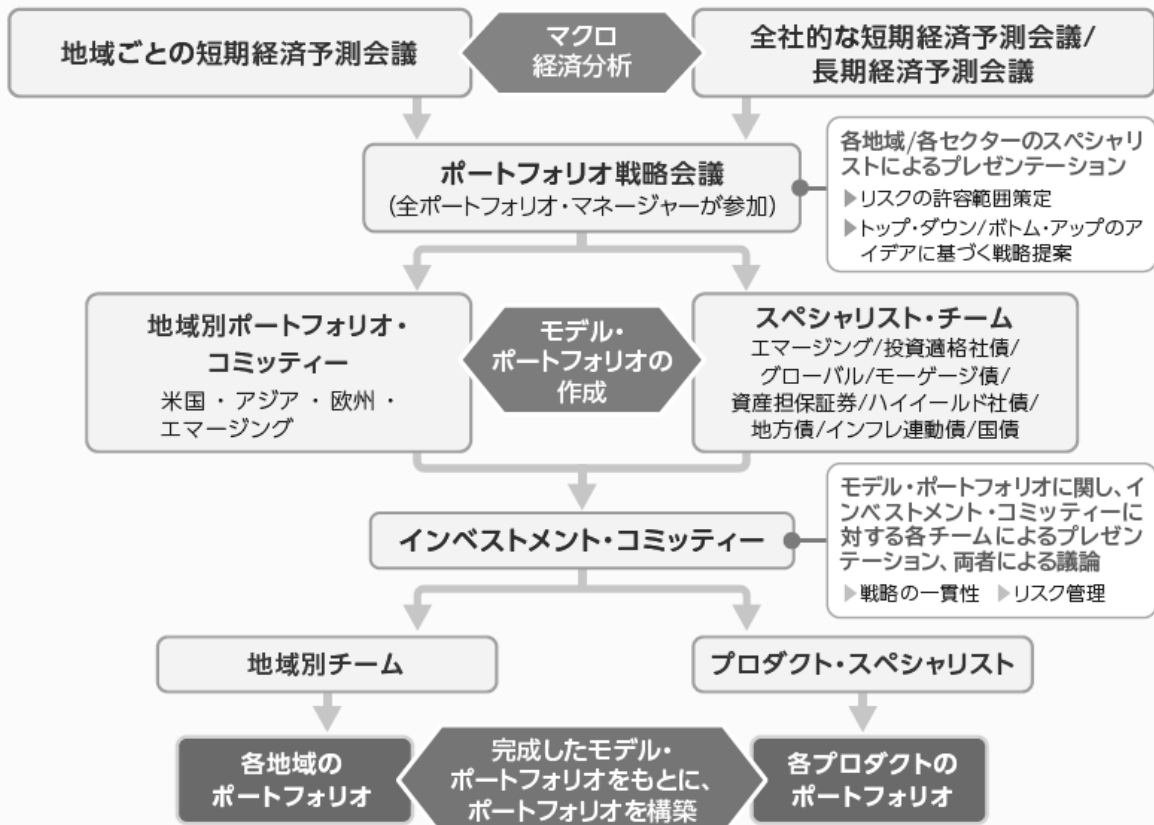 地域ごとの短期経済予測会議
マクロ
経済分析
全社的な短期経済予測会議/
長期経済予測会議
ポートフォリオ戦略会議
(全ポートフォリオ・マネージャーが参加)
各地域/各セクターのスペシャリ
ストによるプレゼンテーション
▶リスクの許容範囲策定
▶トップ・ダウン/ボトム・アップのア
イデアに基づく戦略提案
地域別ポートフォリオ・
コミッティー
米国 ・ アジア ・ 欧州 ・
エマージング
モデル・
ポートフォリオの
作成
スペシャリスト・チーム
エマージング/投資適格社債/
グローバル/モーゲージ債/
資産担保証券/ハイイールド社債/
地方債/インフレ連動債/国債
インベストメント・コミッティー
モデル・ポートフォリオに関し、イ
ンベストメント・コミッティーに
対する各チームによるプレゼン
テーション、両者による議論
▶戦略の一貫性 ▶リスク管理
地域別チーム
プロダクト・スペシャリスト
各地域の
ポートフォリオ
完成したモデル・
ポートフォリオをもとに、
ポートフォリオを構築
各プロダクトの
ポートフォリオ